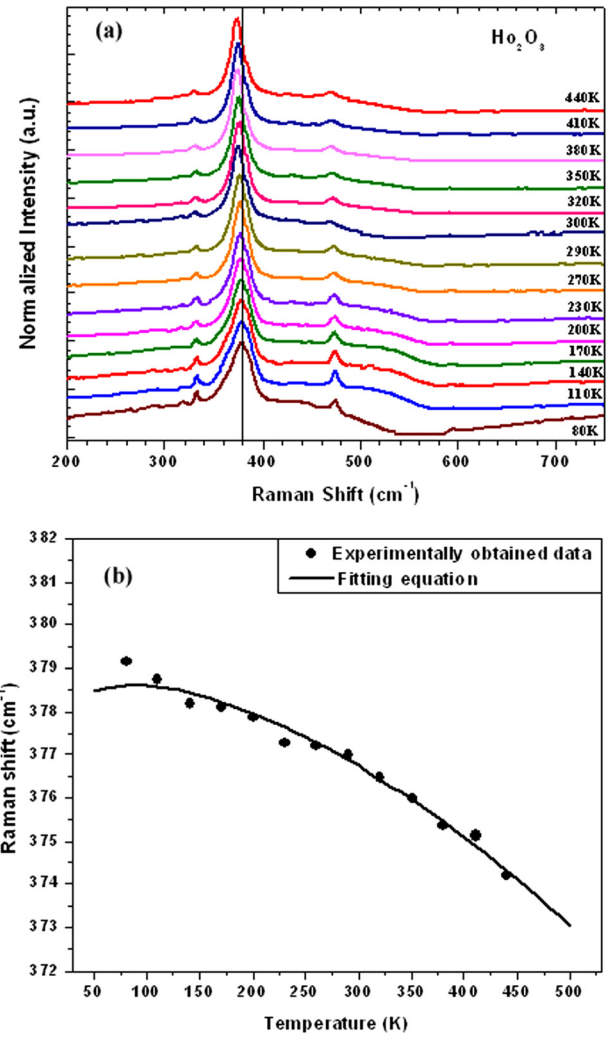 (a)
Ho₂O₃
Normalized Intensity (a.u.)
440K
410K
380K
350K
320K
300K
290K
270K
230K
200K
170K
140K
110K
80K
200 300 400 500 600 700
Raman Shift (cm⁻¹)
(b)
Experimentally obtained data
Fitting equation
Raman shift (cm⁻¹)
382
381
380
379
378
377
376
375
374
373
372
50 100 150 200 250 300 350 400 450 500
Temperature (K)